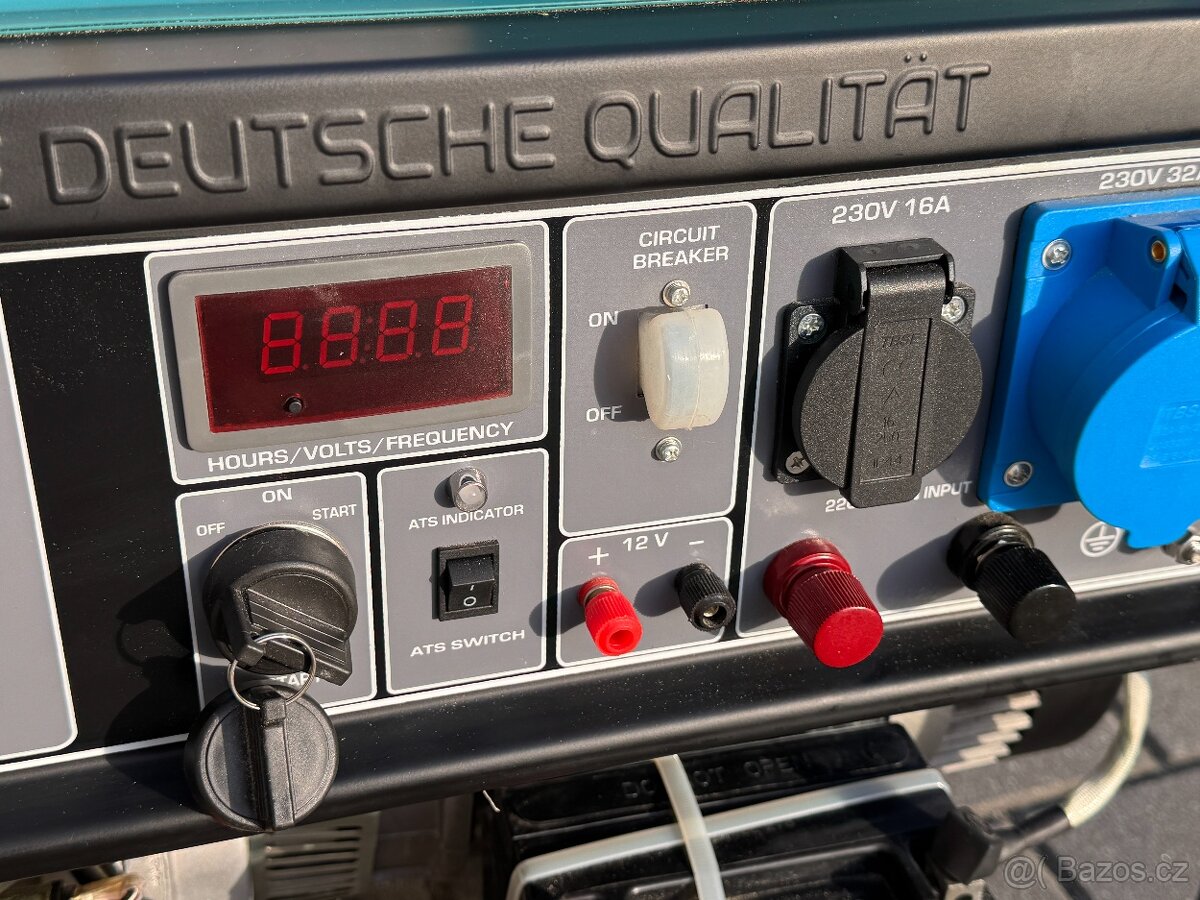 DEUTSCHE QUALITÄT
230V 16A
230V 32A
CIRCUIT
BREAKER
ON
OFF
HOURS/VOLTS/FREQUENCY
ON
OFF
START
ATS INDICATOR
ATS SWITCH
12 V
+
−
INPUT
@ Bazos.cz